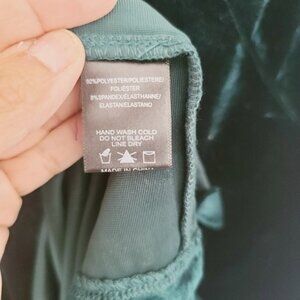 92%POLYESTER/POLIESTERE/
POLIÉSTER
8%SPANDEX/ÉLASTHANNE/
ELASTAN/ELASTANO
HAND WASH COLD
DO NOT BLEACH
LINE DRY
MADE IN CHINA